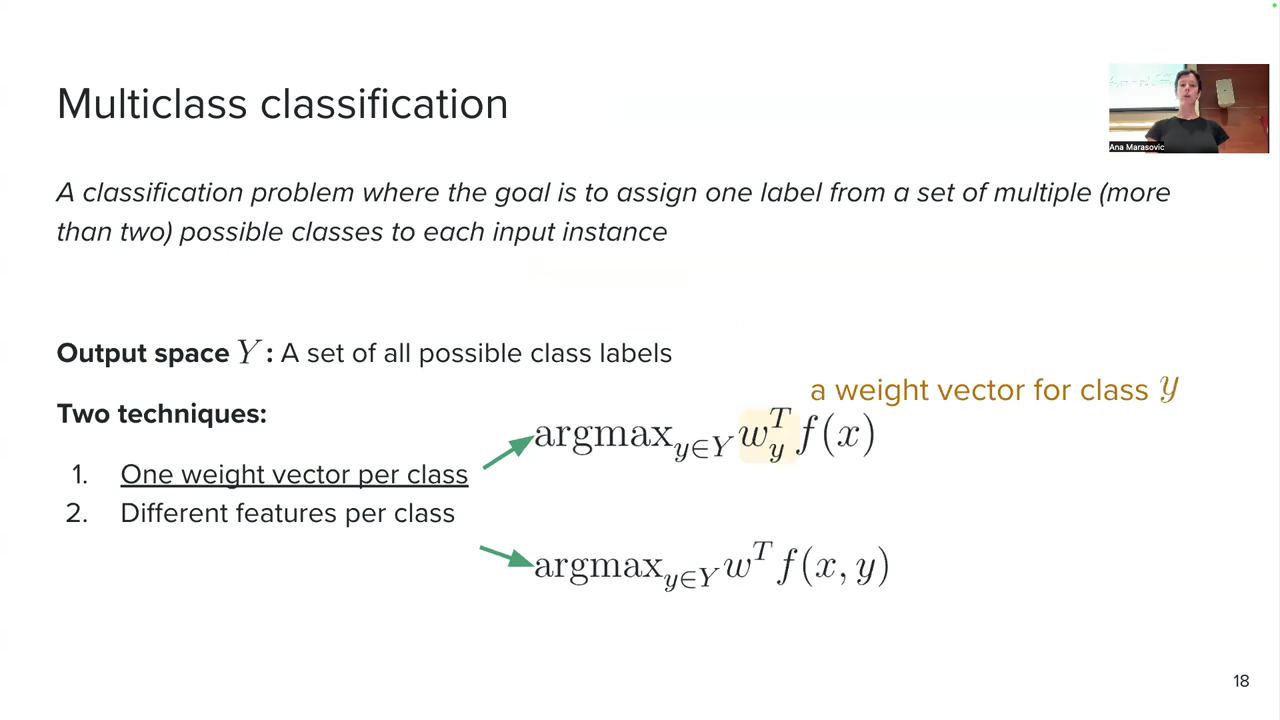 Multiclass classification
Ana Marasovic
A classification problem where the goal is to assign one label from a set of multiple (more
than two) possible classes to each input instance
Output space Y : A set of all possible class labels
a weight vector for class y
Two techniques:
argmax_{y∈Y} w_y^T f(x)
1. One weight vector per class
2. Different features per class
argmax_{y∈Y} w^T f(x, y)
18